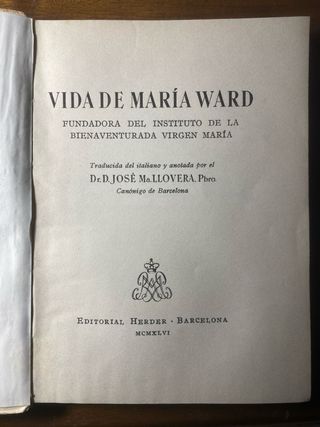 VIDA DE MARÍA WARD
FUNDADORA DEL INSTITUTO DE LA
BIENAVENTURADA VIRGEN MARÍA
Traducida del italiano y anotada por el
Dr. D. JOSÉ Ma. LLOVERA, Pbro.
Canónigo de Barcelona
EDITORIAL HERDER · BARCELONA
MCMXLVI